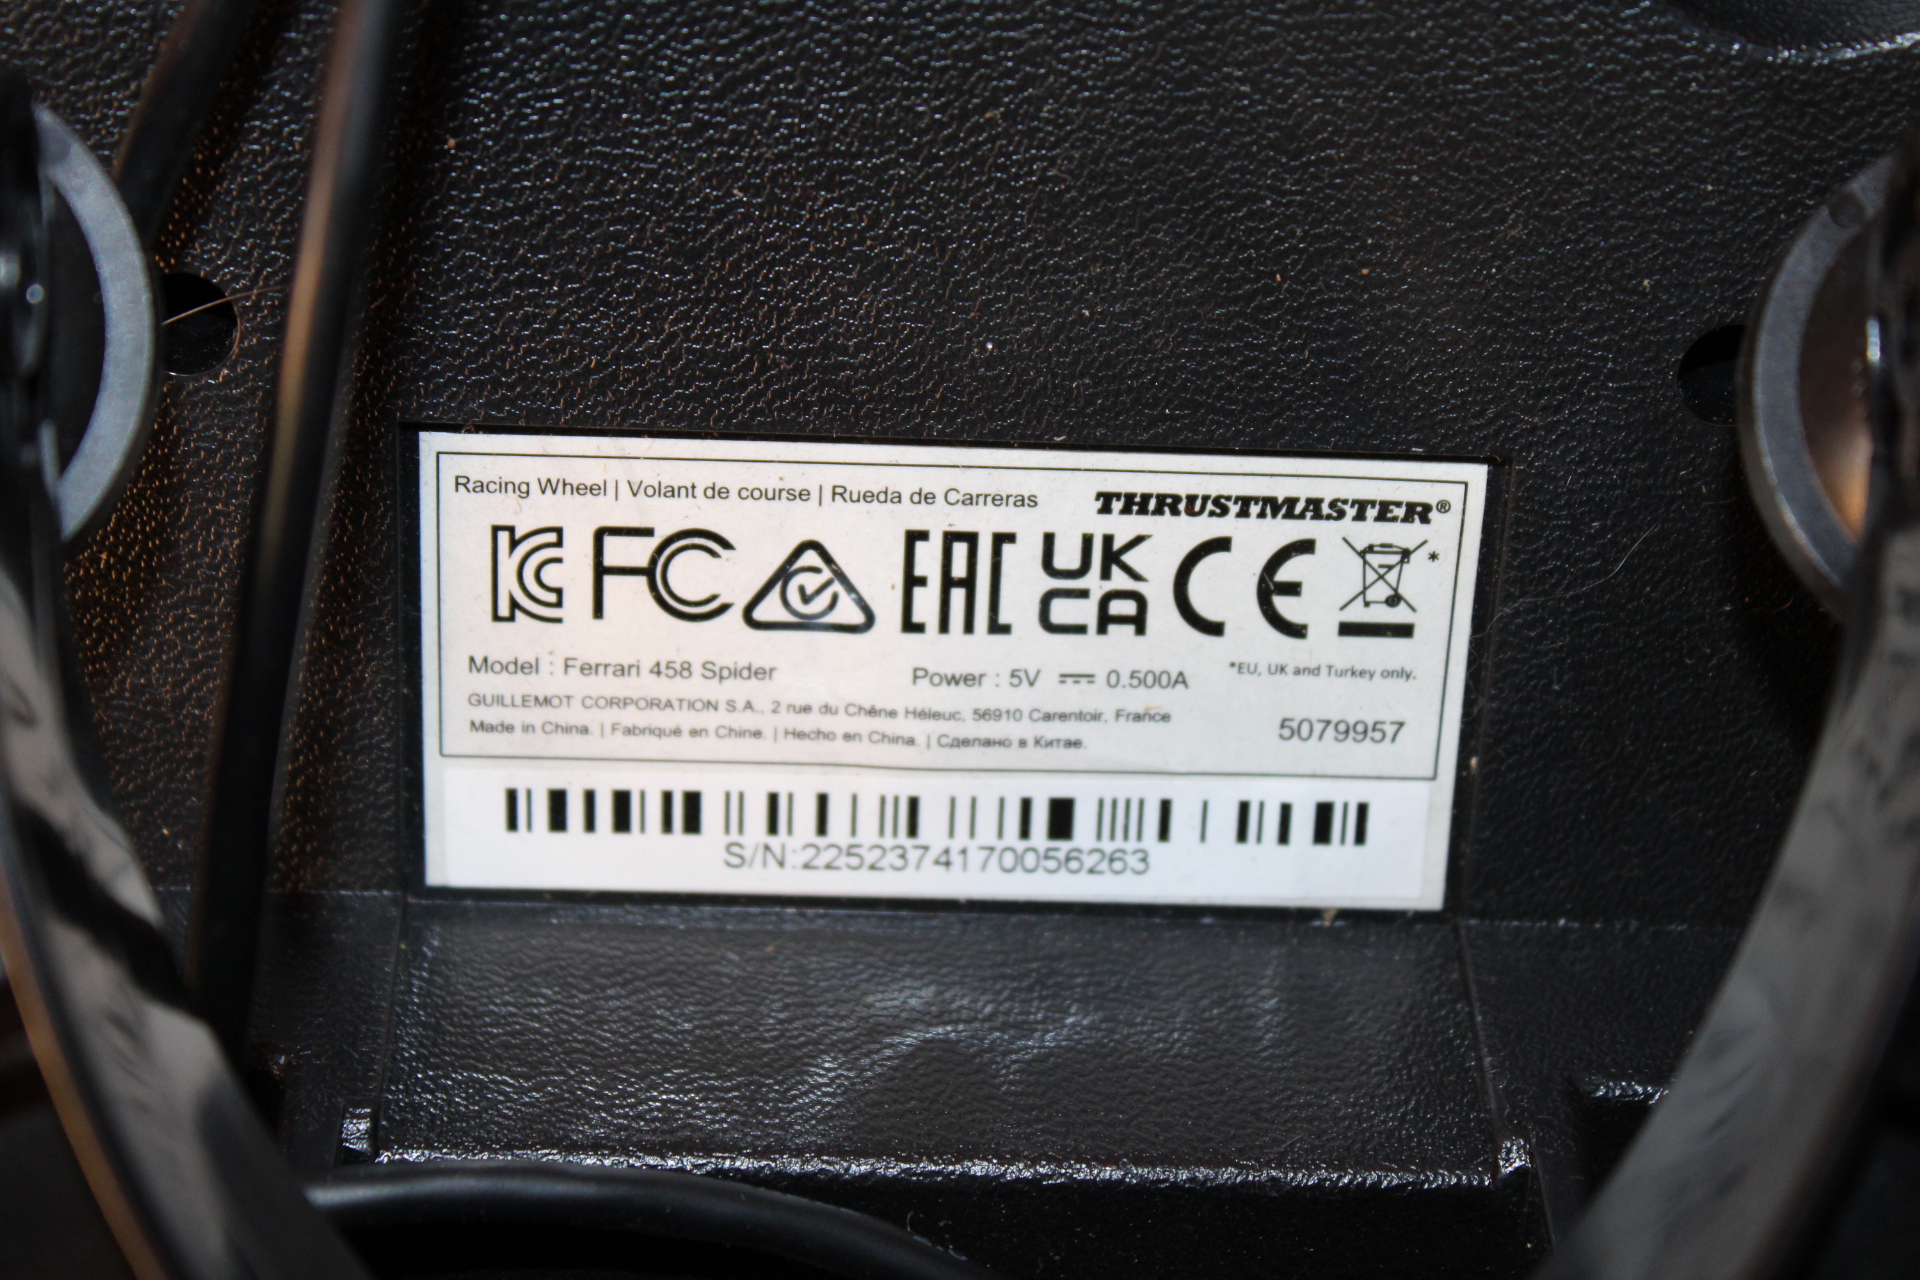 Racing Wheel | Volant de course | Rueda de Carreras
THRUSTMASTER®
FC
EAC
UK
CA
CE
*
Model : Ferrari 458 Spider
Power : 5V ⎓ 0.500A
*EU, UK and Turkey only.
GUILLEMOT CORPORATION S.A., 2 rue du Chêne Héleuc, 56910 Carentoir, France
Made in China. | Fabriqué en Chine. | Hecho en China. | Сделано в Китае.
5079957
S/N:2252374170056263